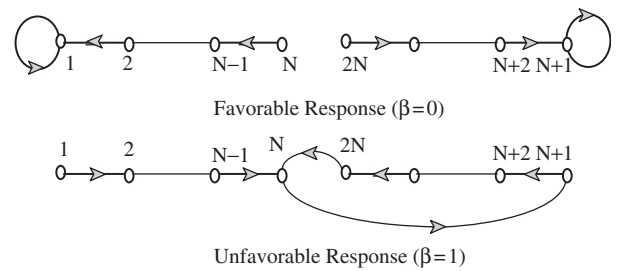 1 2 N−1 N 2N N+2 N+1
Favorable Response (β=0)
1 2 N−1 N 2N N+2 N+1
Unfavorable Response (β=1)